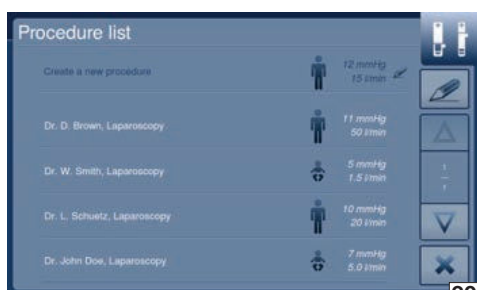 Procedure list
Create a new procedure
12 mmHg
15 l/min
Dr. D. Brown, Laparoscopy
11 mmHg
50 l/min
Dr. W. Smith, Laparoscopy
5 mmHg
1.5 l/min
1
1
Dr. L. Schuetz, Laparoscopy
10 mmHg
20 l/min
Dr. John Doe, Laparoscopy
7 mmHg
5.0 l/min